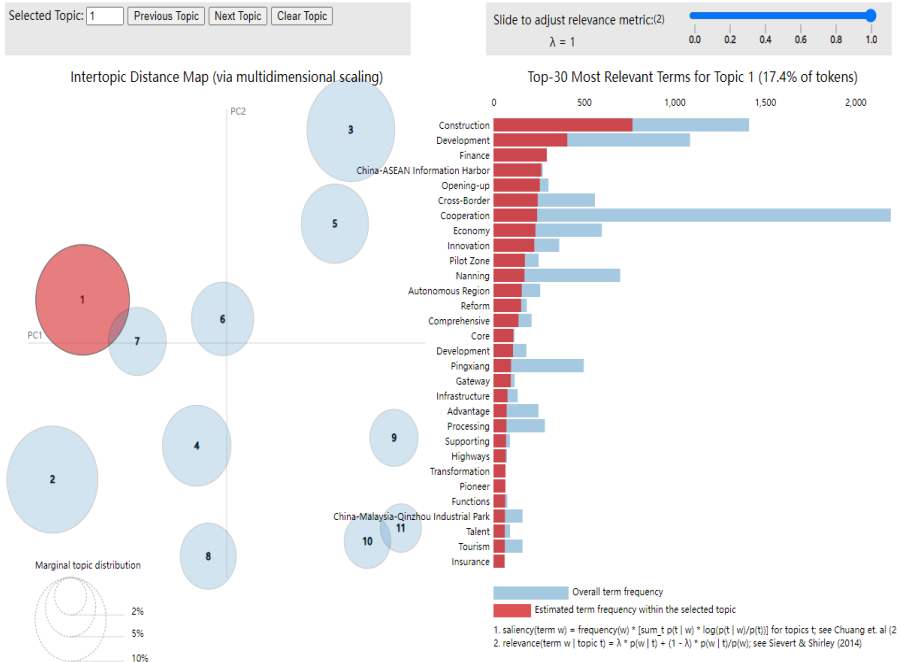 Selected Topic: 1 Previous Topic Next Topic Clear Topic
Slide to adjust relevance metric:(2)
λ = 1
0.0 0.2 0.4 0.6 0.8 1.0
Intertopic Distance Map (via multidimensional scaling)
PC2
PC1
3
5
1
6
7
4
9
2
11
10
8
Marginal topic distribution
2%
5%
10%
Top-30 Most Relevant Terms for Topic 1 (17.4% of tokens)
0 500 1,000 1,500 2,000
Construction
Development
Finance
China-ASEAN Information Harbor
Opening-up
Cross-Border
Cooperation
Economy
Innovation
Pilot Zone
Nanning
Autonomous Region
Reform
Comprehensive
Core
Development
Pingxiang
Gateway
Infrastructure
Advantage
Processing
Supporting
Highways
Transformation
Pioneer
Functions
China-Malaysia-Qinzhou Industrial Park
Talent
Tourism
Insurance
Overall term frequency
Estimated term frequency within the selected topic
1. saliency(term w) = frequency(w) * [sum_t p(t | w) * log(p(t | w)/p(t))] for topics t; see Chuang et. al (2
2. relevance(term w | topic t) = λ * p(w | t) + (1 - λ) * p(w | t)/p(w); see Sievert & Shirley (2014)